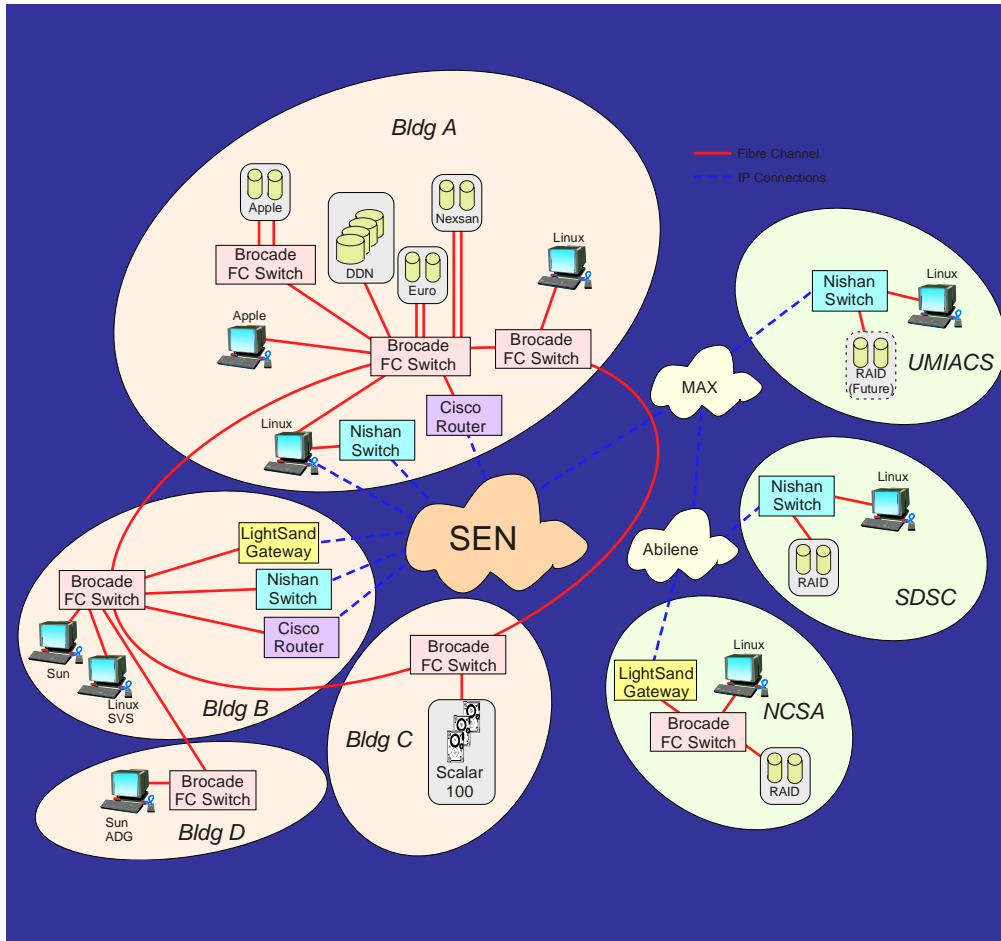 Bldg A
Fibre Channel
IP Connections
Apple
Nexsan
Brocade
FC Switch
DDN
Euro
Linux
Apple
Brocade
FC Switch
Brocade
FC Switch
Linux
Nishan
Switch
Cisco
Router
Nishan
Switch
Linux
RAID
(Future)
UMIACS
MAX
SEN
Abilene
Nishan
Switch
Linux
RAID
SDSC
LightSand
Gateway
Brocade
FC Switch
Nishan
Switch
Cisco
Router
Sun
Linux
SVS
Bldg B
Brocade
FC Switch
Bldg C
Scalar
100
LightSand
Gateway
Linux
NCSA
Brocade
FC Switch
RAID
Brocade
FC Switch
Sun
ADG
Bldg D